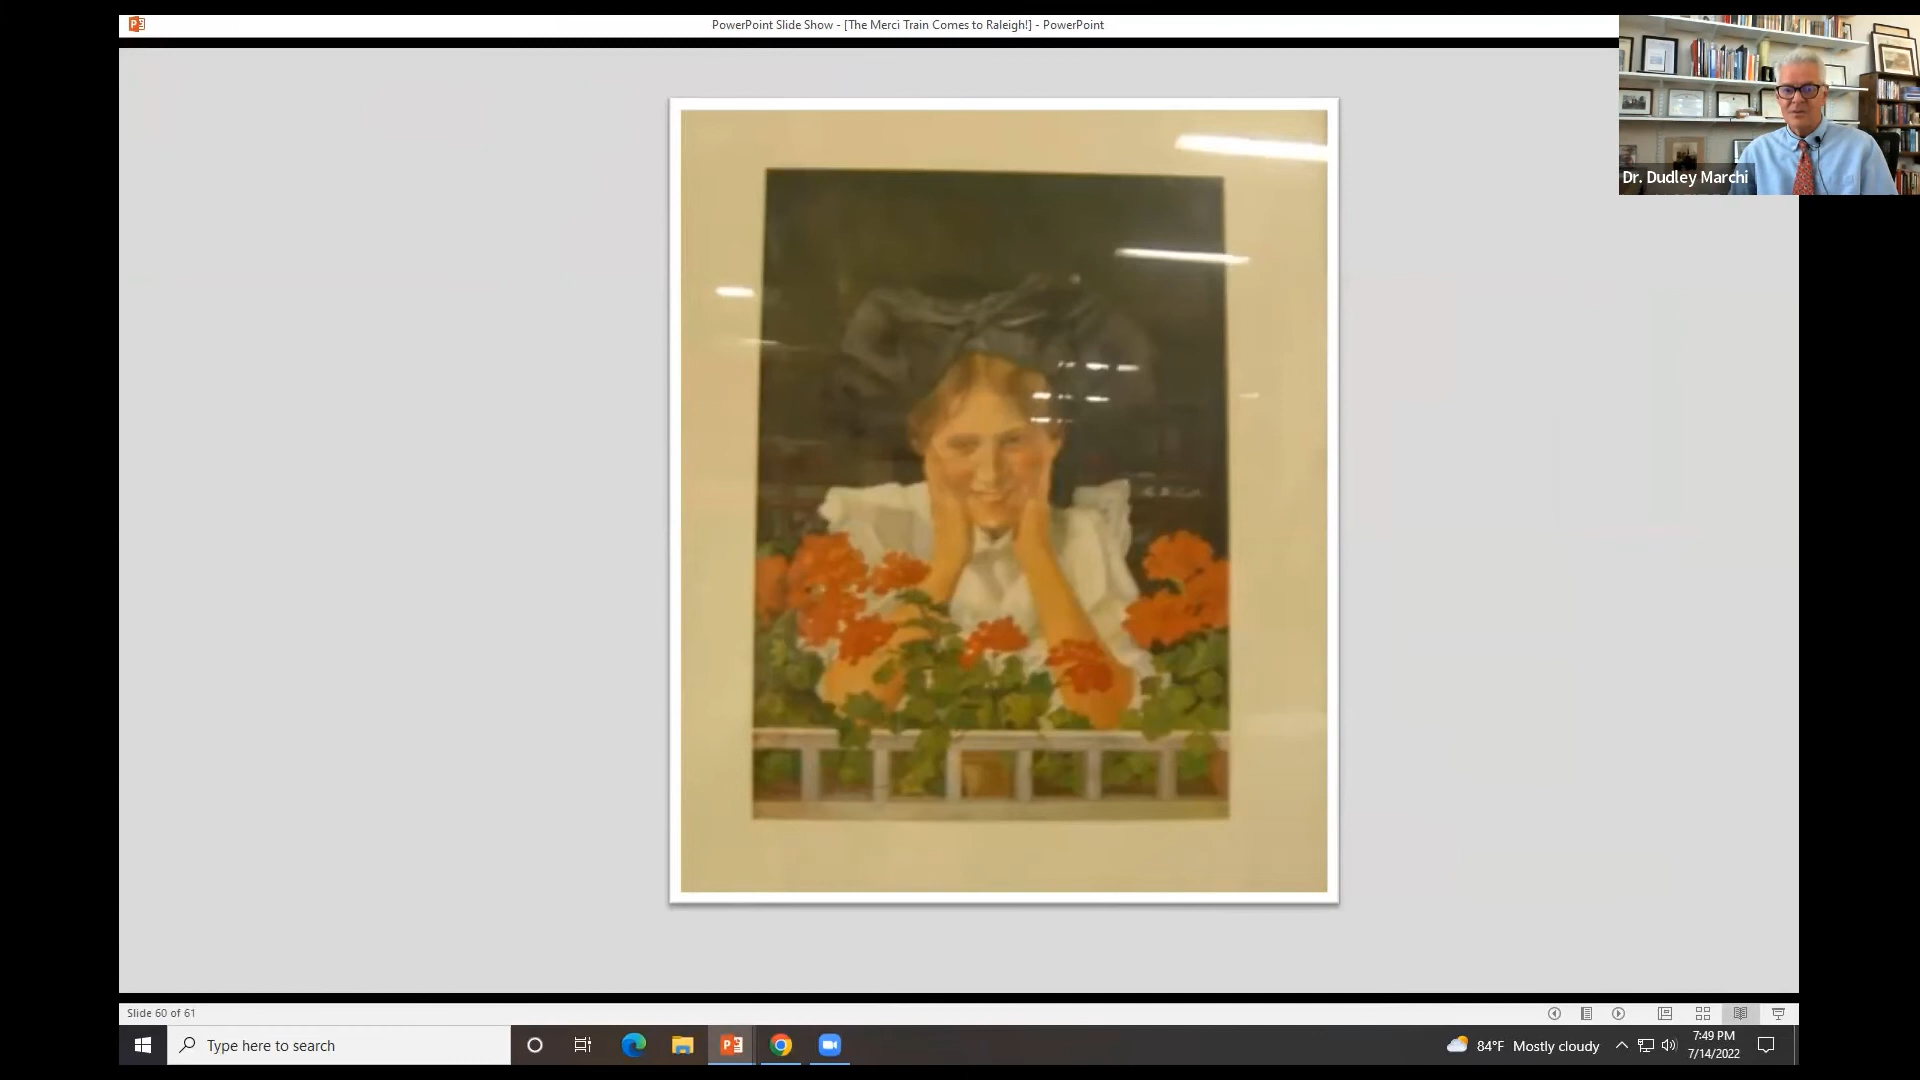 PowerPoint Slide Show - [The Merci Train Comes to Raleigh!] - PowerPoint
Dr. Dudley Marchi
Slide 60 of 61
Type here to search
84°F Mostly cloudy
7:49 PM
7/14/2022